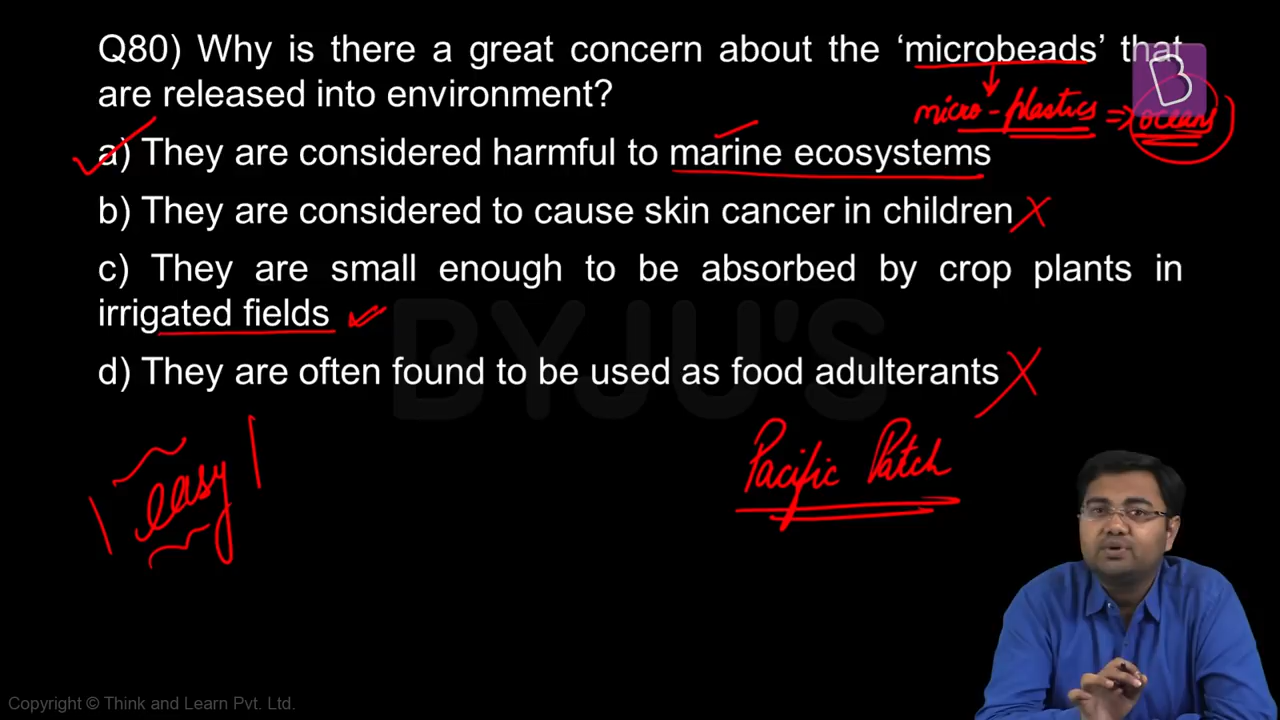 Q80) Why is there a great concern about the ‘microbeads’ that
are released into environment?
micro-plastics => oceans
a) They are considered harmful to marine ecosystems
b) They are considered to cause skin cancer in children
c) They are small enough to be absorbed by crop plants in
irrigated fields
d) They are often found to be used as food adulterants
BYJU'S
easy
Pacific Patch
B
Copyright © Think and Learn Pvt. Ltd.